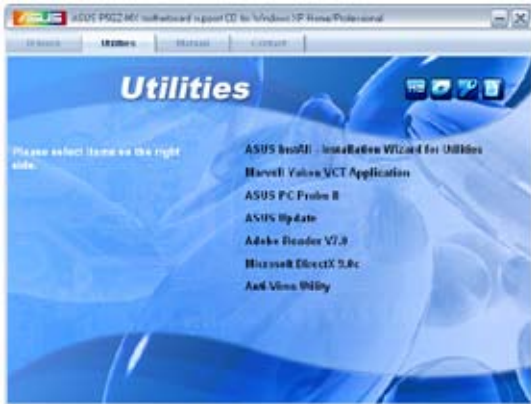 ASUS P5GZ-MX motherboard support CD for Windows XP Home/Professional
Drivers
Utilities
Manual
Contact
Utilities
Please select items on the right
side.
ASUS InstAll - Installation Wizard for Utilities
Marvell Yukon VCT Application
ASUS PC Probe II
ASUS Update
Adobe Reader V7.0
Microsoft DirectX 9.0c
Anti-Virus Utility